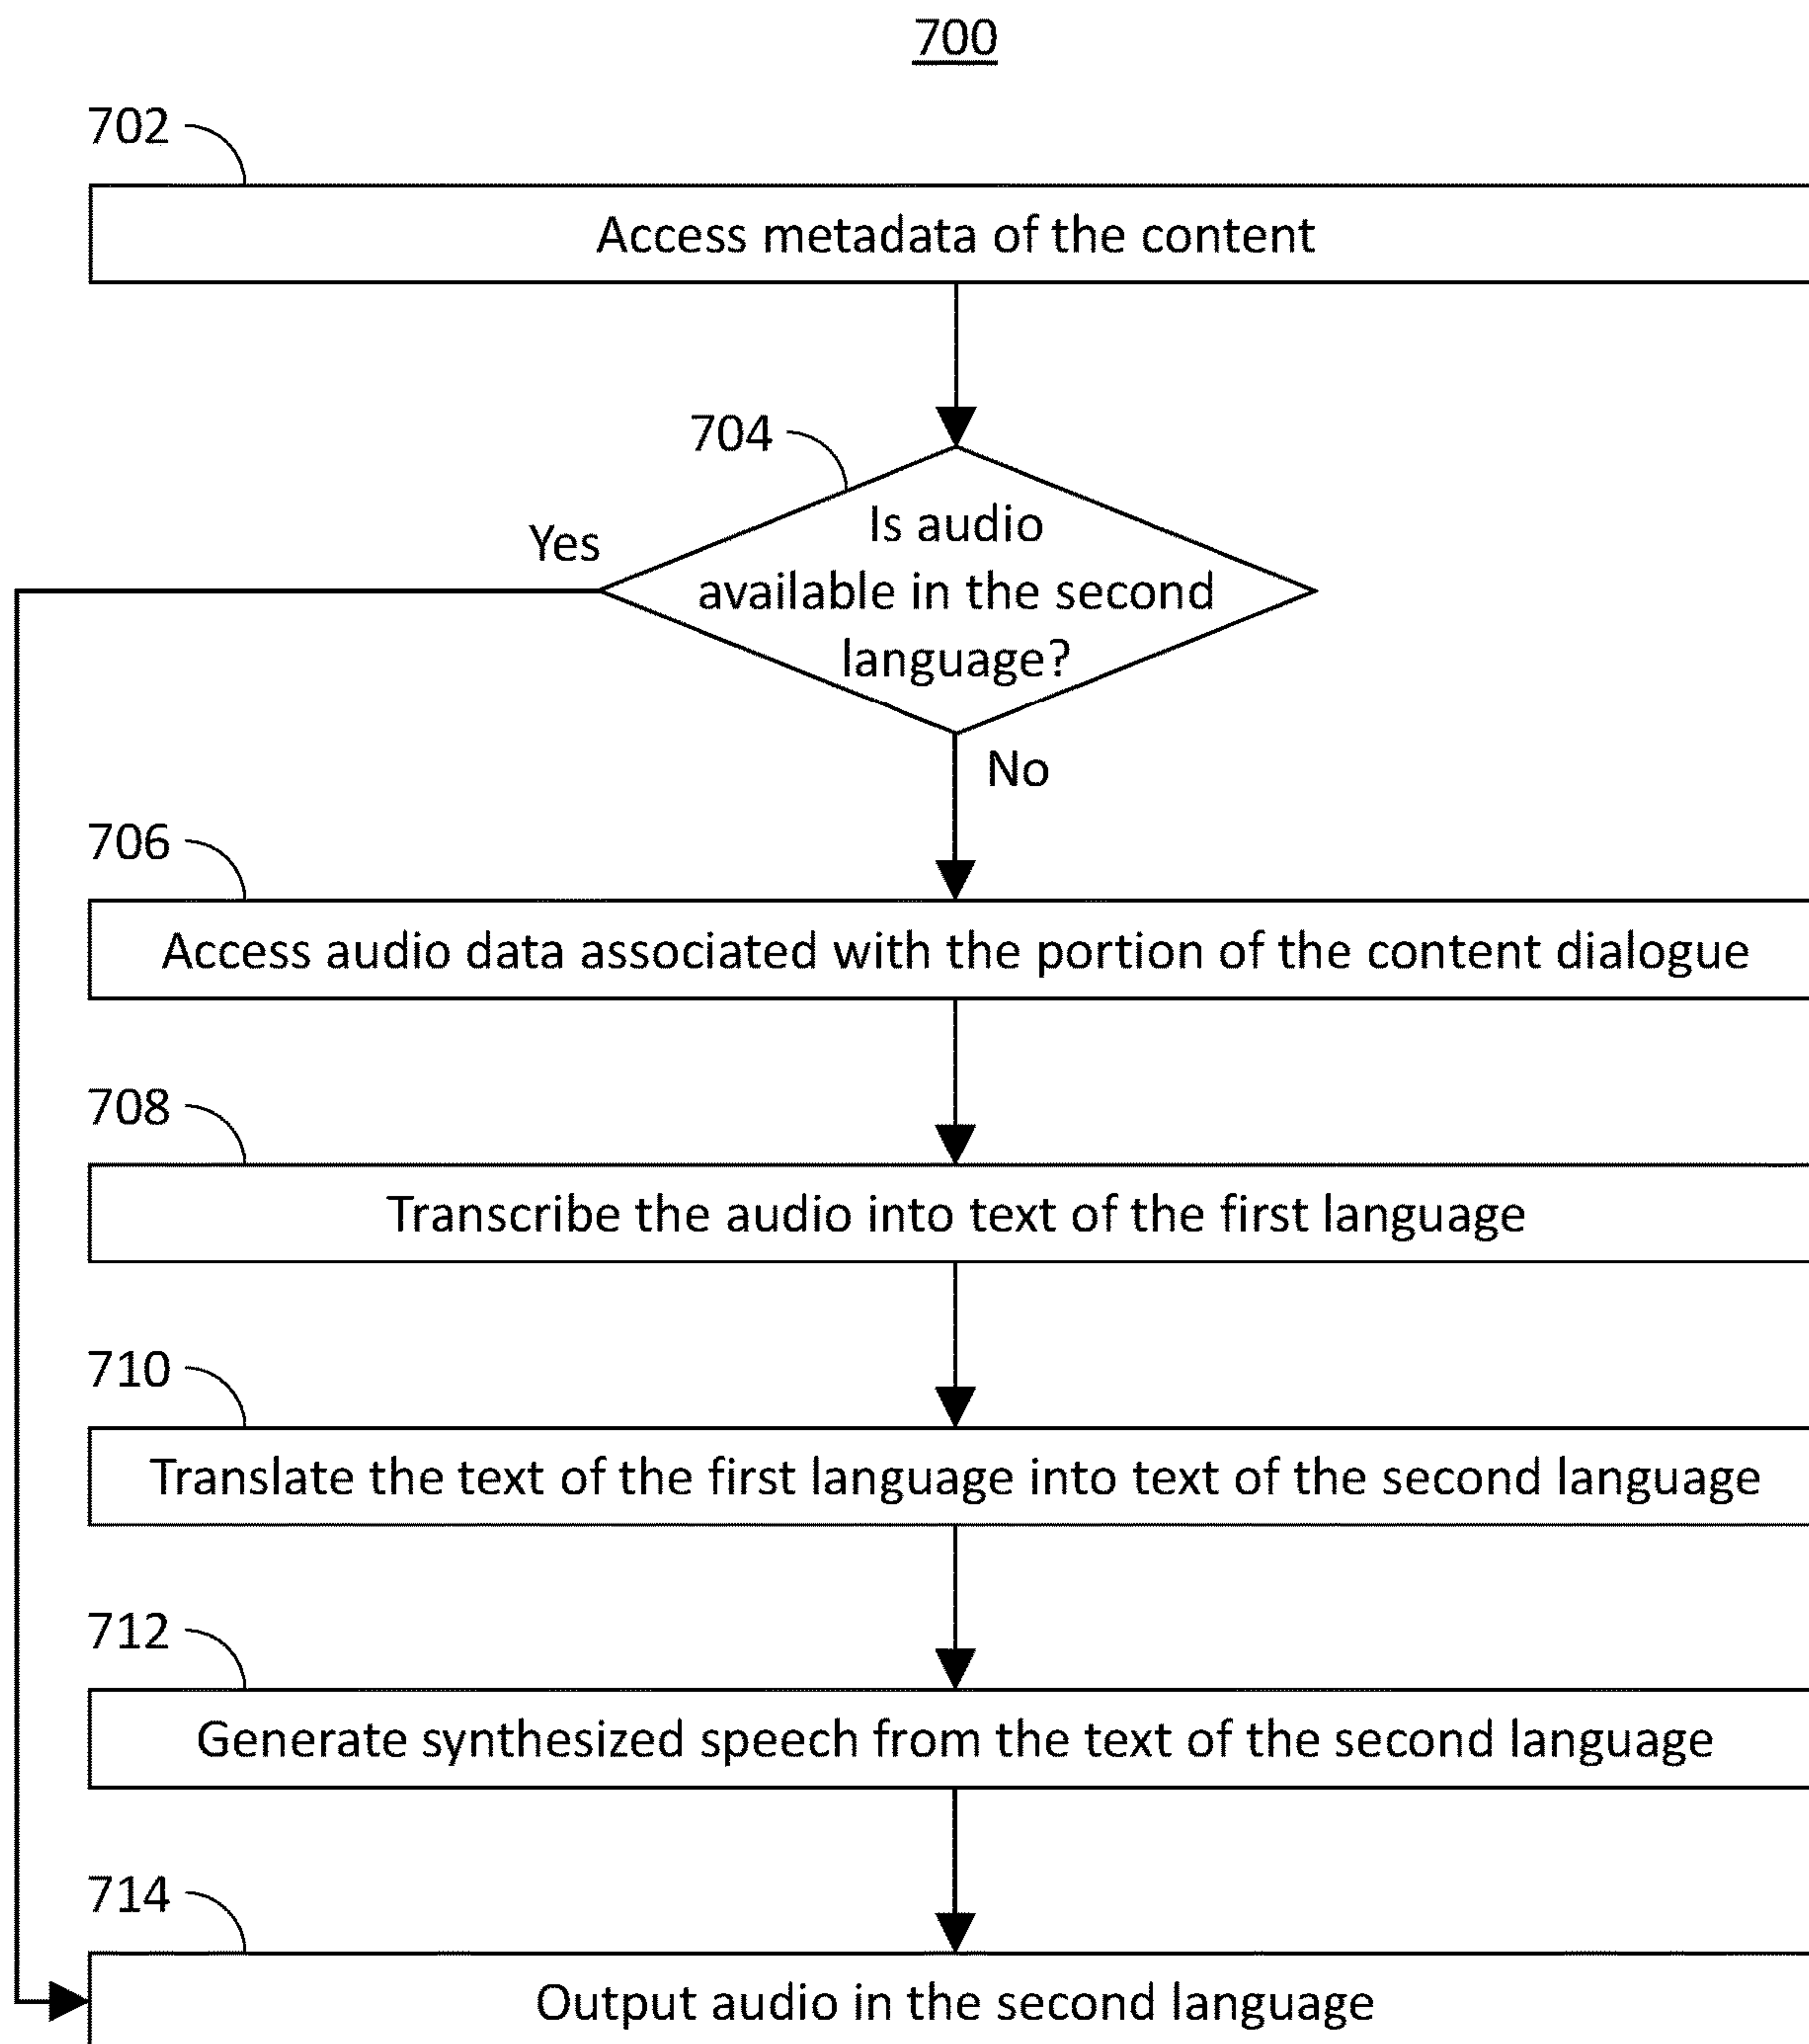 700
702
Access metadata of the content
704
Is audio
available in the second
language?
Yes
No
706
Access audio data associated with the portion of the content dialogue
708
Transcribe the audio into text of the first language
710
Translate the text of the first language into text of the second language
712
Generate synthesized speech from the text of the second language
714
Output audio in the second language